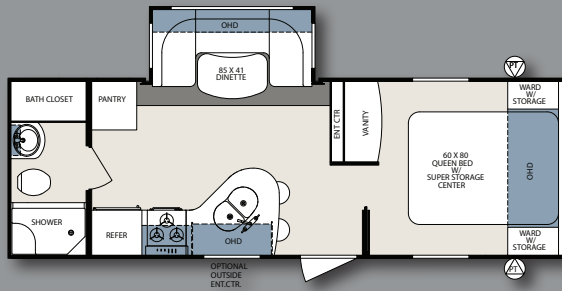 OHD
85 X 41
DINETTE
PT
BATH CLOSET
PANTRY
ENT CTR
VANITY
WARD
W/
STORAGE
60 X 80
QUEEN BED
W/
SUPER STORAGE
CENTER
OHD
SHOWER
REFER
OHD
WARD
W/
STORAGE
OPTIONAL
OUTSIDE
ENT.CTR.
PT